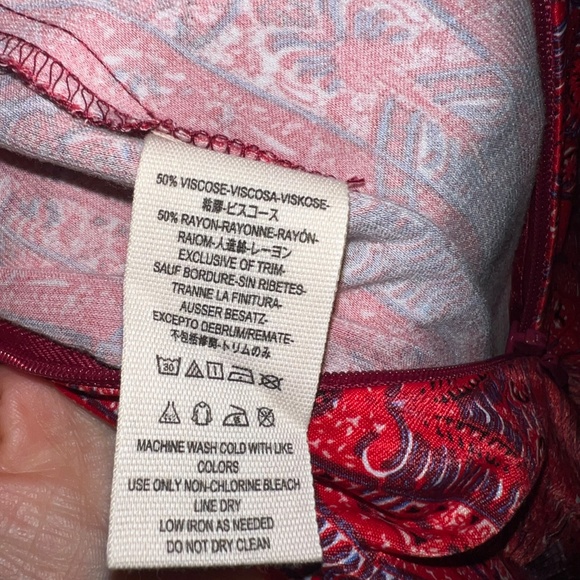 50% VISCOSE-VISCOSA-VISKOSE-
粘膠-ビスコース
50% RAYON-RAYONNE-RAYÓN-
RAIOM-人造絲-レーヨン
EXCLUSIVE OF TRIM-
SAUF BORDURE-SIN RIBETES-
TRANNE LA FINITURA-
AUSSER BESATZ-
EXCEPTO DEBRUM/REMATE-
不包括修開-トリムのみ
30
MACHINE WASH COLD WITH LIKE
COLORS
USE ONLY NON-CHLORINE BLEACH
LINE DRY
LOW IRON AS NEEDED
DO NOT DRY CLEAN